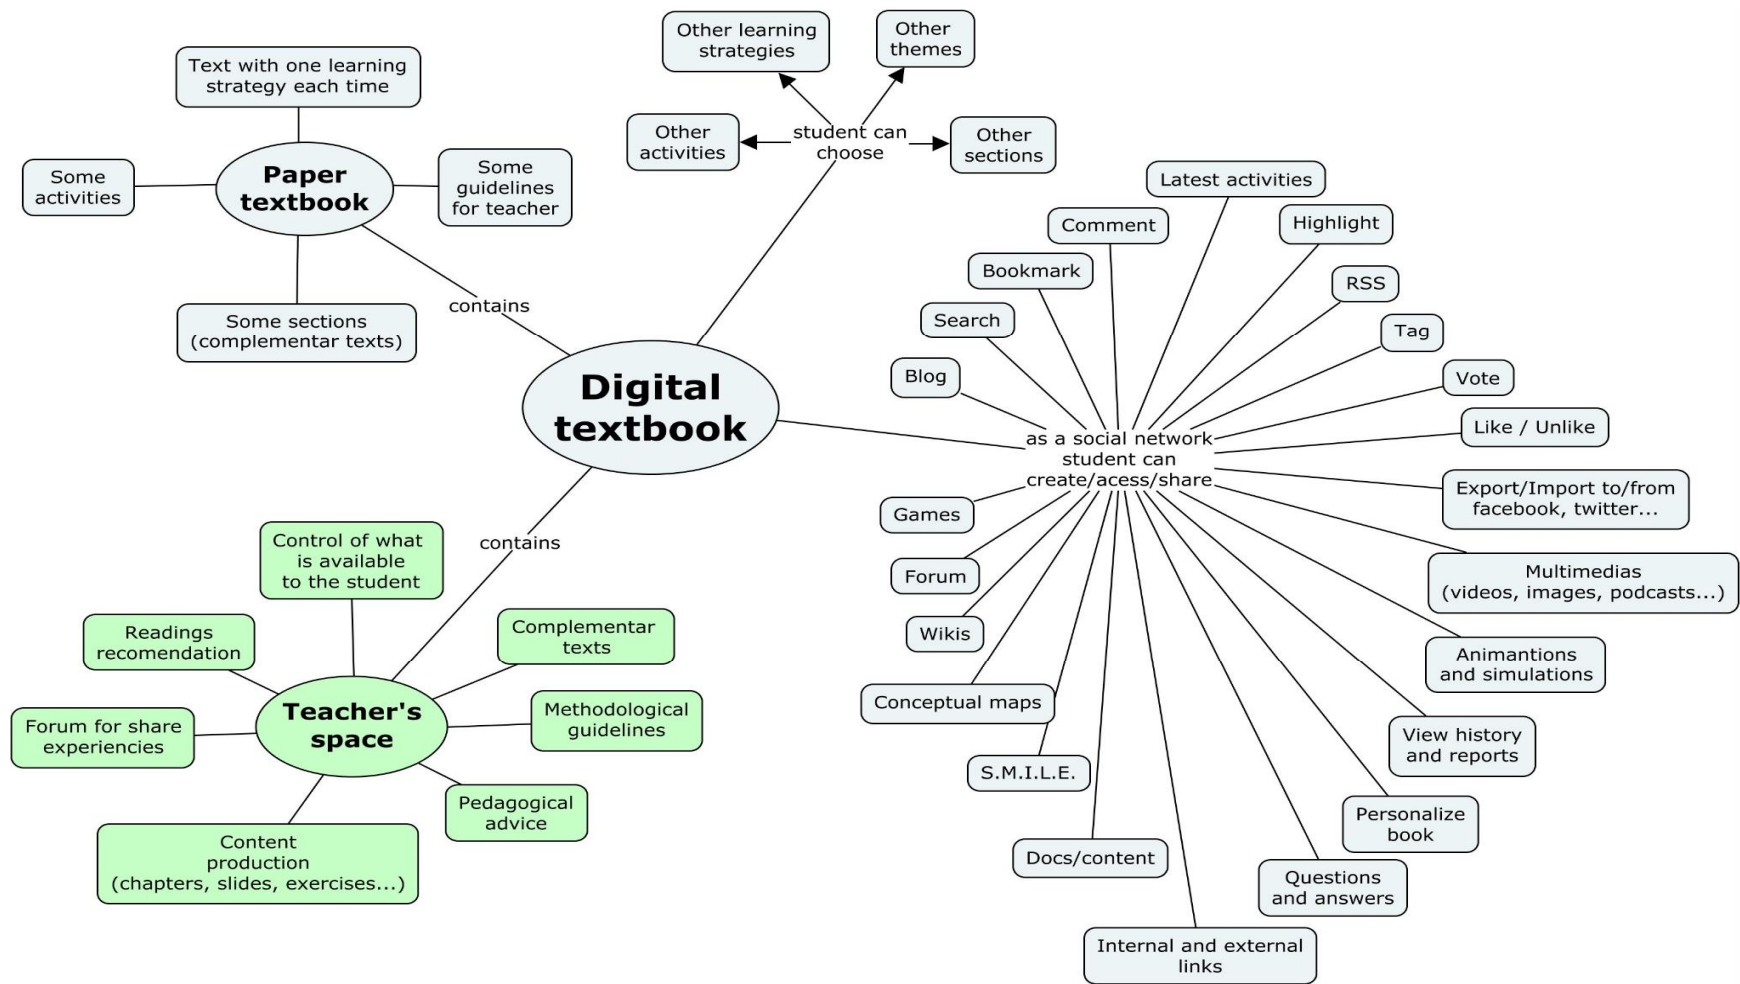 Other learning
strategies
Other
themes
Text with one learning
strategy each time
Other
activities
student can
choose
Other
sections
Some
activities
Paper
textbook
Some
guidelines
for teacher
Some sections
(complementar texts)
contains
Digital
textbook
Latest activities
Comment
Highlight
Bookmark
RSS
Search
Tag
Blog
Vote
as a social network
student can
create/acess/share
Like / Unlike
Export/Import to/from
facebook, twitter...
Games
Multimedias
(videos, images, podcasts...)
Forum
Wikis
Animantions
and simulations
Conceptual maps
View history
and reports
S.M.I.L.E.
Personalize
book
Docs/content
Questions
and answers
Internal and external
links
contains
Control of what
is available
to the student
Readings
recomendation
Complementar
texts
Teacher's
space
Forum for share
experiencies
Methodological
guidelines
Pedagogical
advice
Content
production
(chapters, slides, exercises...)